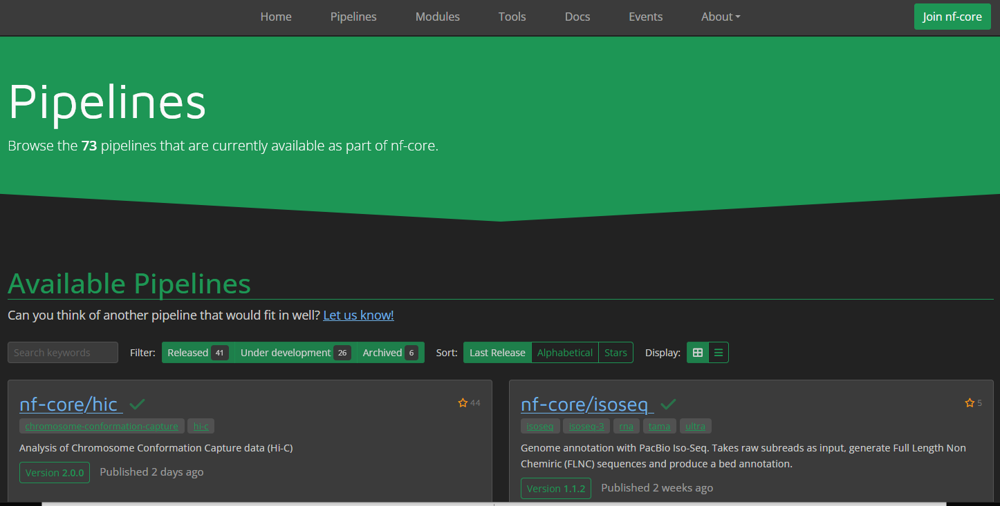 Home Pipelines Modules Tools Docs Events About Join nf-core
Pipelines
Browse the 73 pipelines that are currently available as part of nf-core.
Available Pipelines
Can you think of another pipeline that would fit in well? Let us know!
Search keywords Filter: Released 41 Under development 26 Archived 6 Sort: Last Release Alphabetical Stars Display:
nf-core/hic 44
chromosome-conformation-capture hi-c
Analysis of Chromosome Conformation Capture data (Hi-C)
Version 2.0.0 Published 2 days ago
nf-core/isoseq 5
isoseq isoseq-3 rna tama ultra
Genome annotation with PacBio Iso-Seq. Takes raw subreads as input, generate Full Length Non
Chemiric (FLNC) sequences and produce a bed annotation.
Version 1.1.2 Published 2 weeks ago